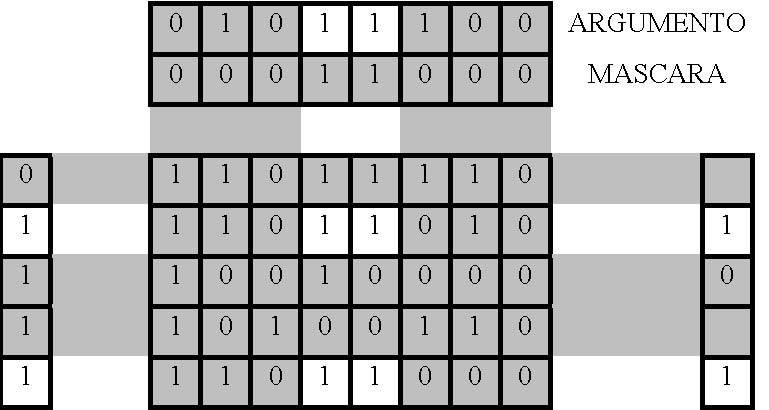 0 1 0 1 1 1 0 0 ARGUMENTO
0 0 0 1 1 0 0 0 MASCARA
0 1 1 0 1 1 1 1 0
1 1 1 0 1 1 0 1 0 1
1 1 0 0 1 0 0 0 0 0
1 1 0 1 0 0 1 1 0
1 1 1 0 1 1 0 0 0 1